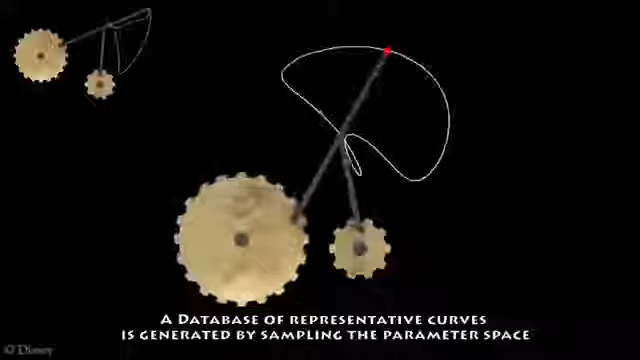 A Database of representative curves
is generated by sampling the parameter space
© Disney